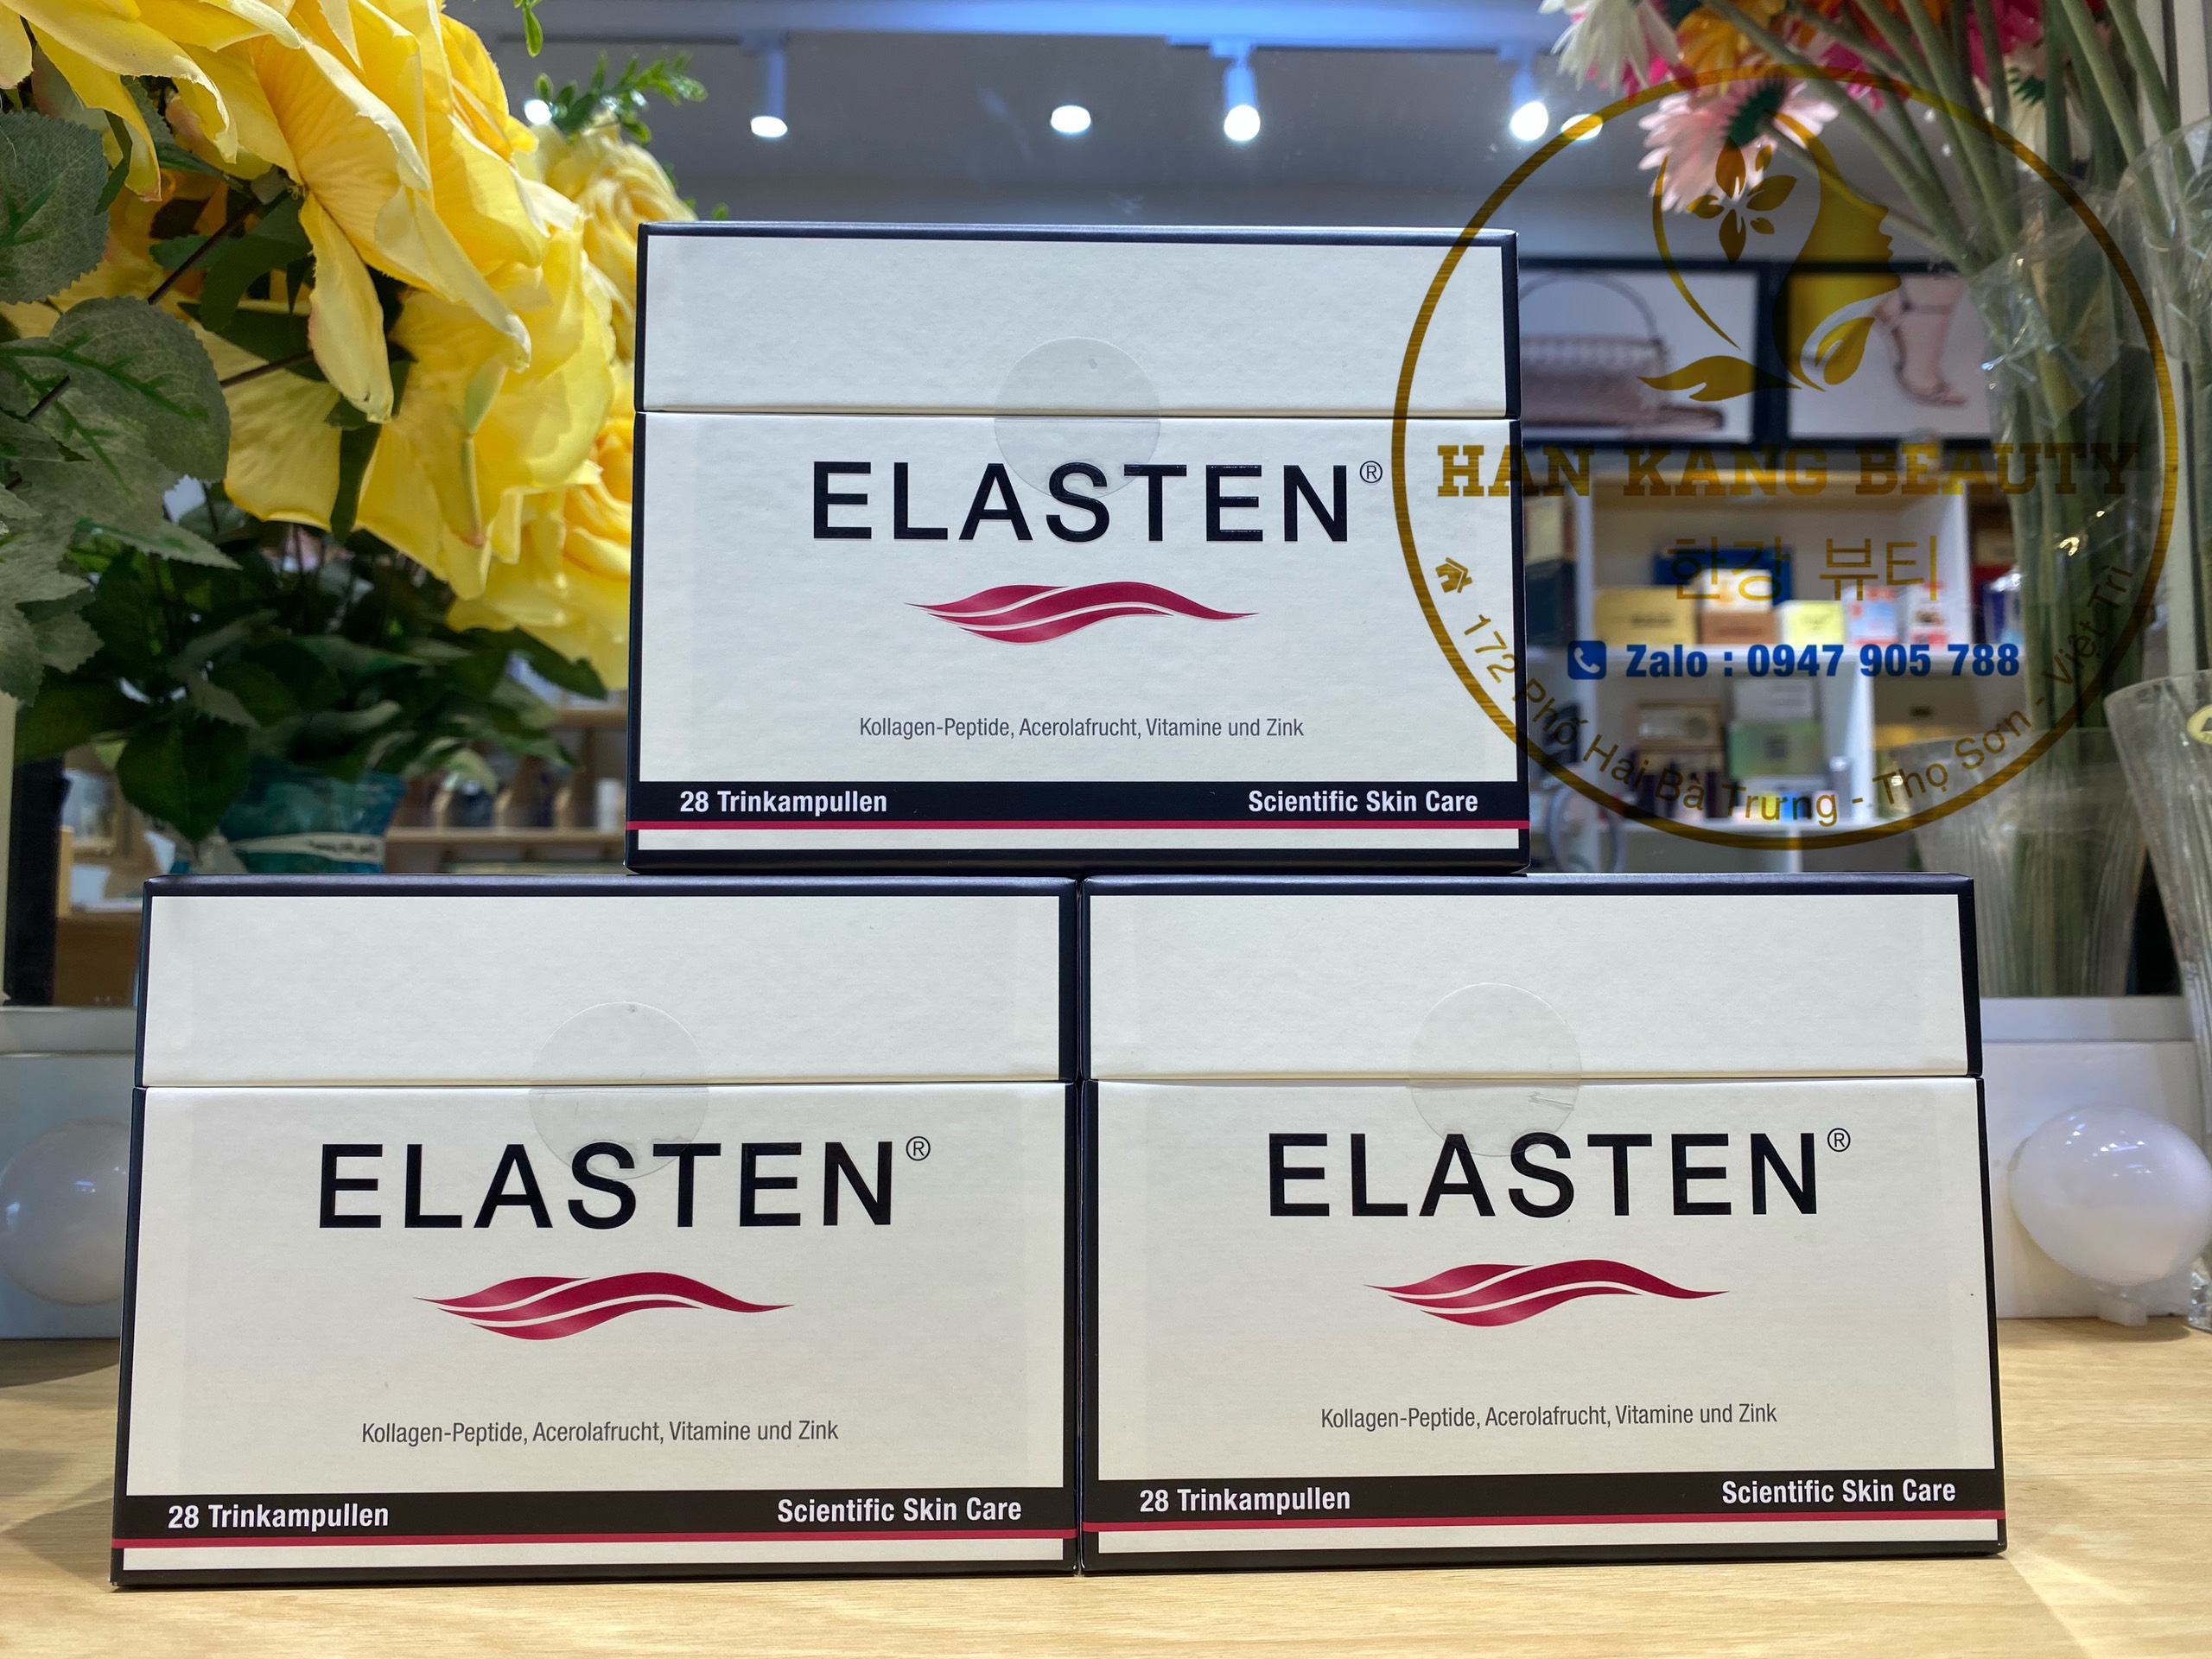 ELASTEN®
Kollagen-Peptide, Acerolafrucht, Vitamine und Zink
28 Trinkampullen Scientific Skin Care
HAN KANG BEAUTY
한강 뷰티
Zalo : 0947 905 788
172 Phố Hai Bà Trưng - Thọ Sơn - Việt Trì
ELASTEN®
Kollagen-Peptide, Acerolafrucht, Vitamine und Zink
28 Trinkampullen Scientific Skin Care
ELASTEN®
Kollagen-Peptide, Acerolafrucht, Vitamine und Zink
28 Trinkampullen Scientific Skin Care